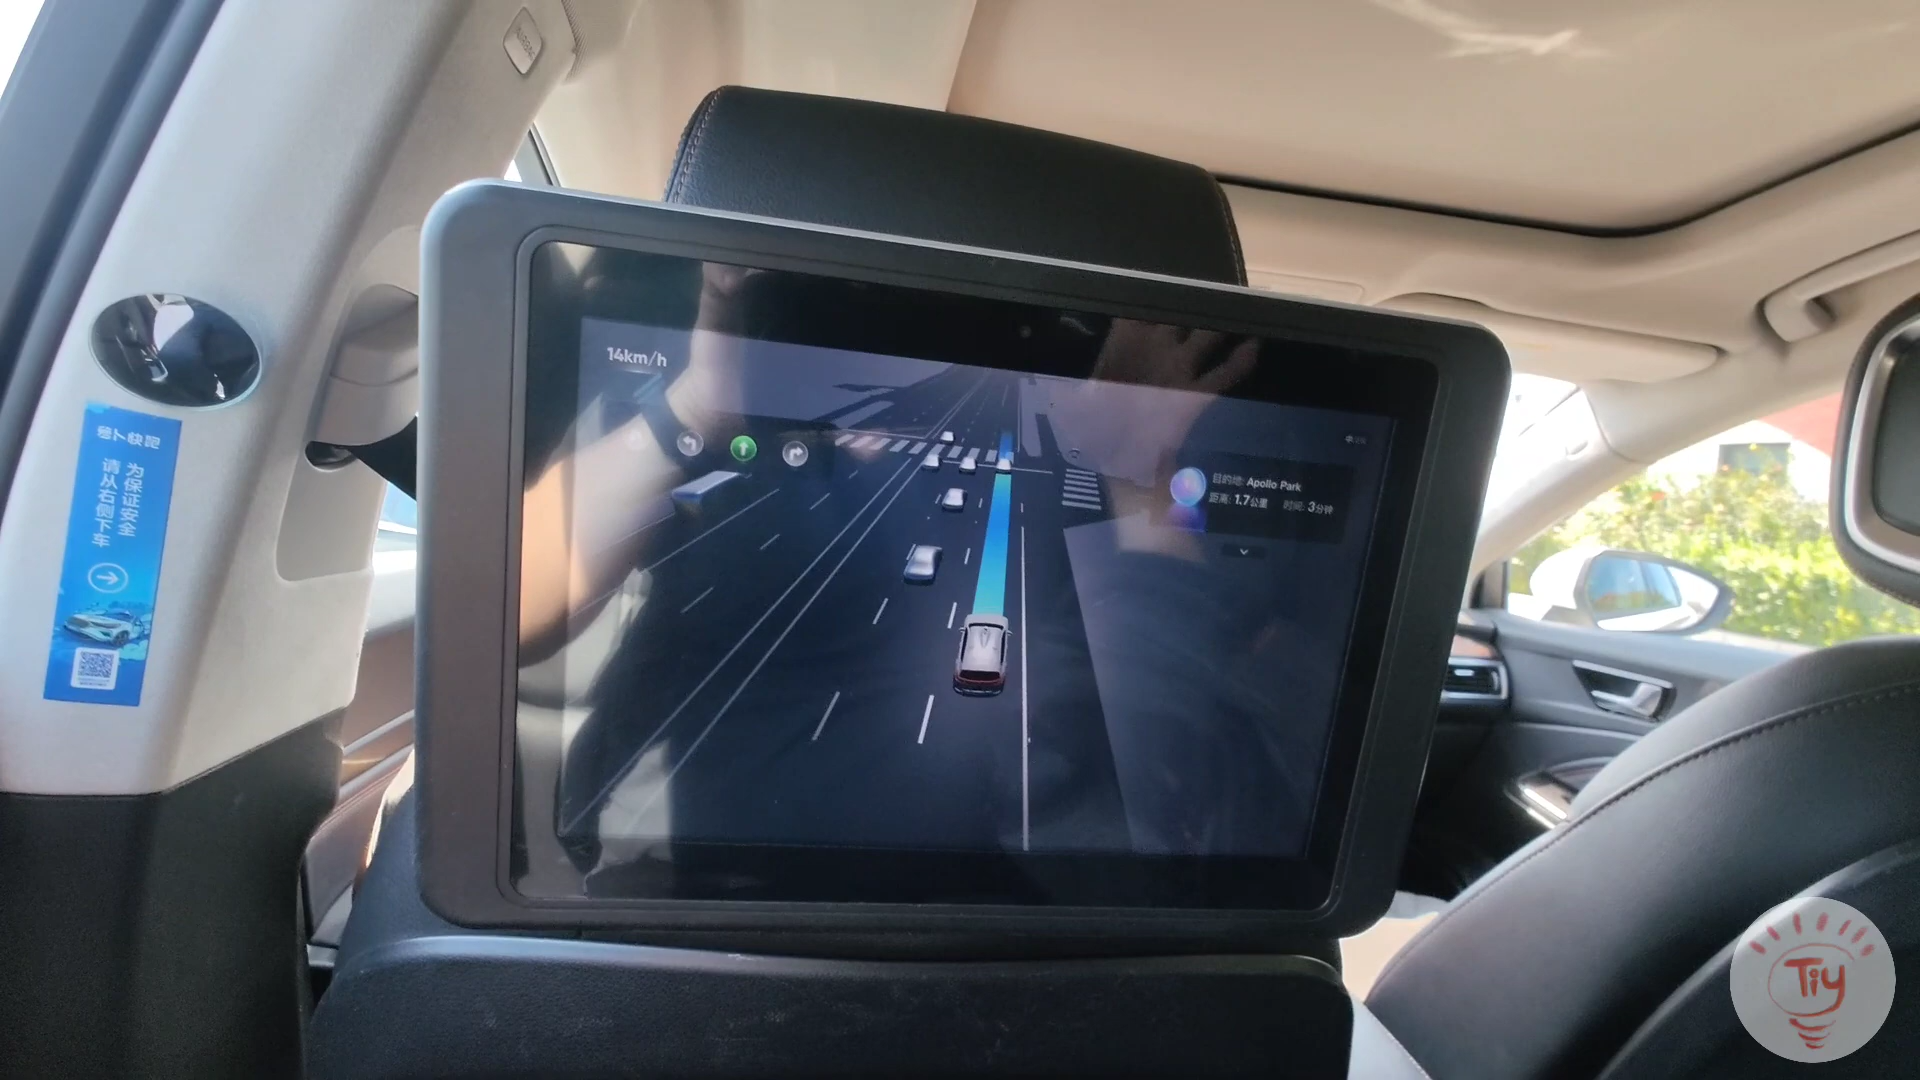 AIRBAG
14km/h
目的地: Apollo Park
距离: 1.7公里 时间: 3分钟
萝卜快跑
为保证安全
请从右侧下车
Tiy